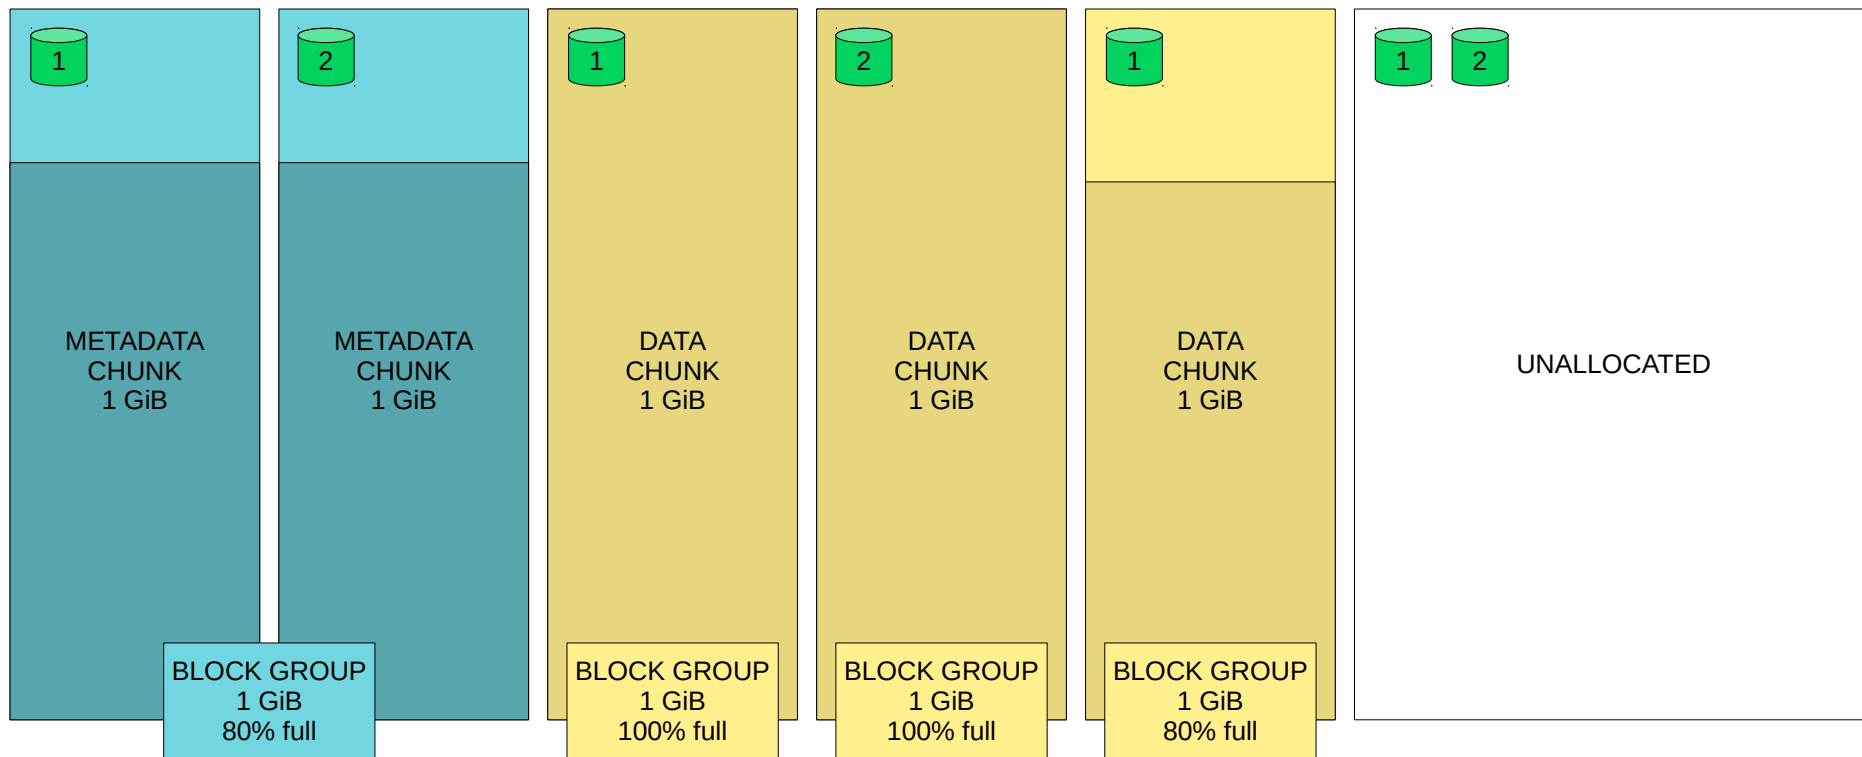 1
2
1
2
1
1 2
METADATA
CHUNK
1 GiB
METADATA
CHUNK
1 GiB
DATA
CHUNK
1 GiB
DATA
CHUNK
1 GiB
DATA
CHUNK
1 GiB
UNALLOCATED
BLOCK GROUP
1 GiB
80% full
BLOCK GROUP
1 GiB
100% full
BLOCK GROUP
1 GiB
100% full
BLOCK GROUP
1 GiB
80% full